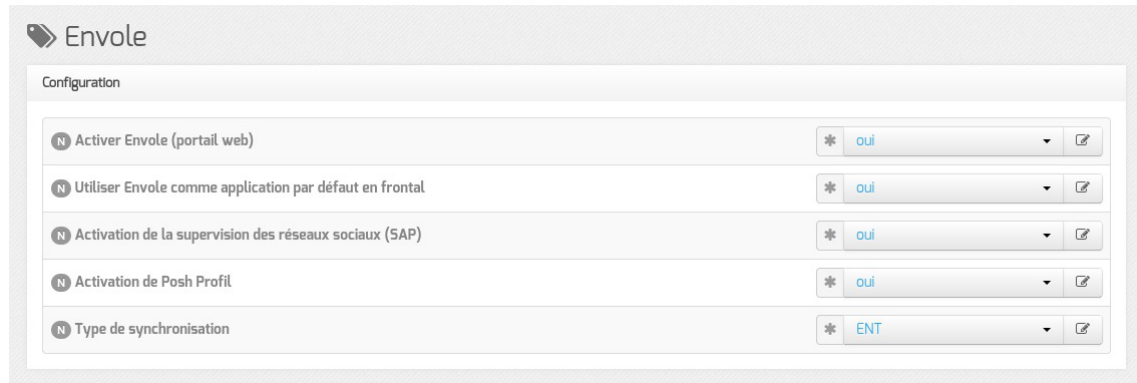 Envole
Configuration
N Activer Envole (portail web) * oui
N Utiliser Envole comme application par défaut en frontal * oui
N Activation de la supervision des réseaux sociaux (SAP) * oui
N Activation de Posh Profil * oui
N Type de synchronisation * ENT